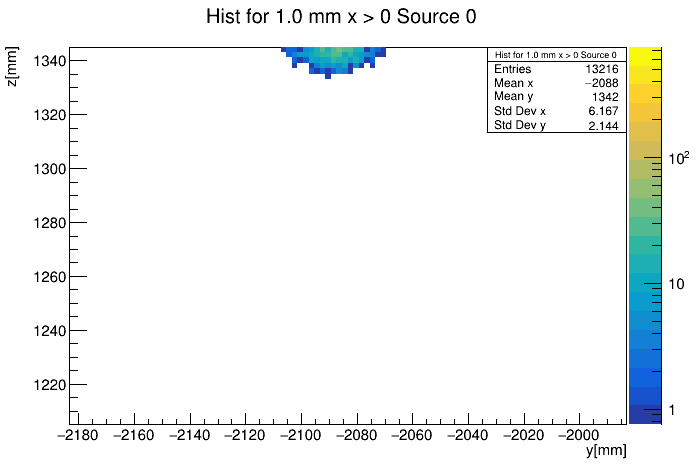 Hist for 1.0 mm x > 0 Source 0
z[mm]
1340
1320
1300
1280
1260
1240
1220
Hist for 1.0 mm x > 0 Source 0
Entries 13216
Mean x −2088
Mean y 1342
Std Dev x 6.167
Std Dev y 2.144
10²
10
1
−2180 −2160 −2140 −2120 −2100 −2080 −2060 −2040 −2020 −2000
y[mm]